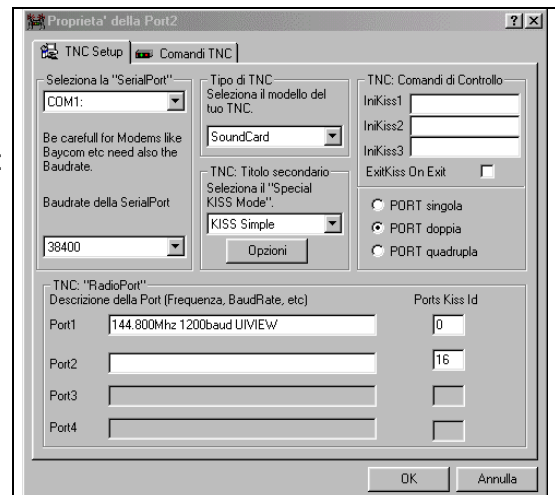 Proprieta' della Port2
TNC Setup
Comandi TNC
Seleziona la "SerialPort"
COM1:
Be carefull for Modems like
Baycom etc need also the
Baudrate.
Baudrate della SerialPort
38400
Tipo di TNC
Seleziona il modello del
tuo TNC.
SoundCard
TNC: Titolo secondario
Seleziona il "Special
KISS Mode".
KISS Simple
Opzioni
TNC: Comandi di Controllo
IniKiss1
IniKiss2
IniKiss3
ExitKiss On Exit
PORT singola
PORT doppia
PORT quadrupla
TNC: "RadioPort"
Descrizione della Port (Frequenza, BaudRate, etc)
Ports Kiss Id
Port1 144.800Mhz 1200baud UIVIEW 0
Port2 16
Port3
Port4
OK
Annulla